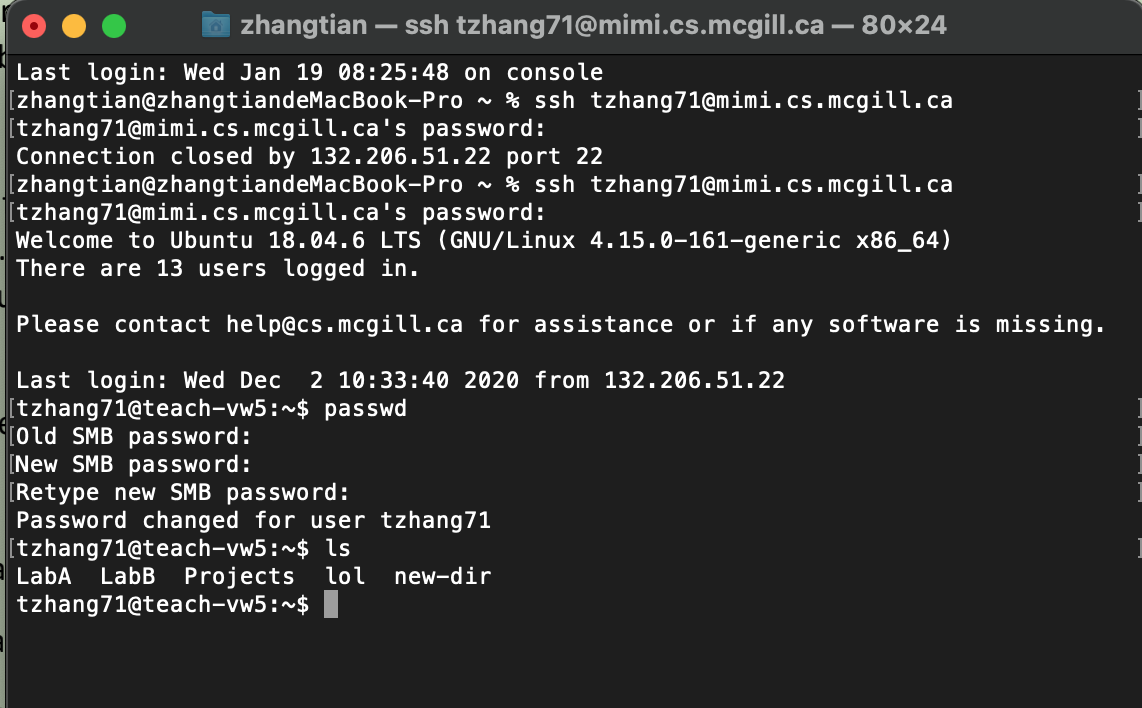 zhangtian — ssh tzhang71@mimi.cs.mcgill.ca — 80×24
Last login: Wed Jan 19 08:25:48 on console
[zhangtian@zhangtiandeMacBook-Pro ~ % ssh tzhang71@mimi.cs.mcgill.ca ]
[tzhang71@mimi.cs.mcgill.ca's password: ]
Connection closed by 132.206.51.22 port 22
[zhangtian@zhangtiandeMacBook-Pro ~ % ssh tzhang71@mimi.cs.mcgill.ca ]
[tzhang71@mimi.cs.mcgill.ca's password: ]
Welcome to Ubuntu 18.04.6 LTS (GNU/Linux 4.15.0-161-generic x86_64)
There are 13 users logged in.
Please contact help@cs.mcgill.ca for assistance or if any software is missing.
Last login: Wed Dec  2 10:33:40 2020 from 132.206.51.22
[tzhang71@teach-vw5:~$ passwd ]
[Old SMB password: ]
[New SMB password: ]
[Retype new SMB password: ]
Password changed for user tzhang71
[tzhang71@teach-vw5:~$ ls ]
LabA  LabB  Projects  lol  new-dir
tzhang71@teach-vw5:~$